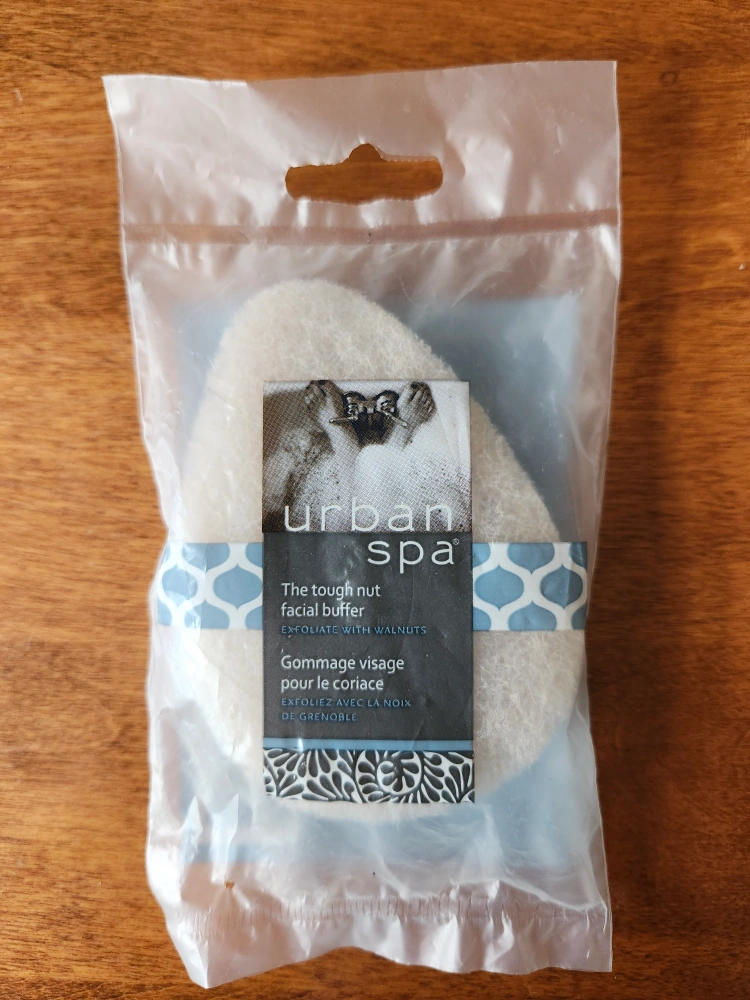 urban
spa®
The tough nut
facial buffer
EXFOLIATE WITH WALNUTS
Gommage visage
pour le coriace
EXFOLIEZ AVEC LA NOIX
DE GRENOBLE